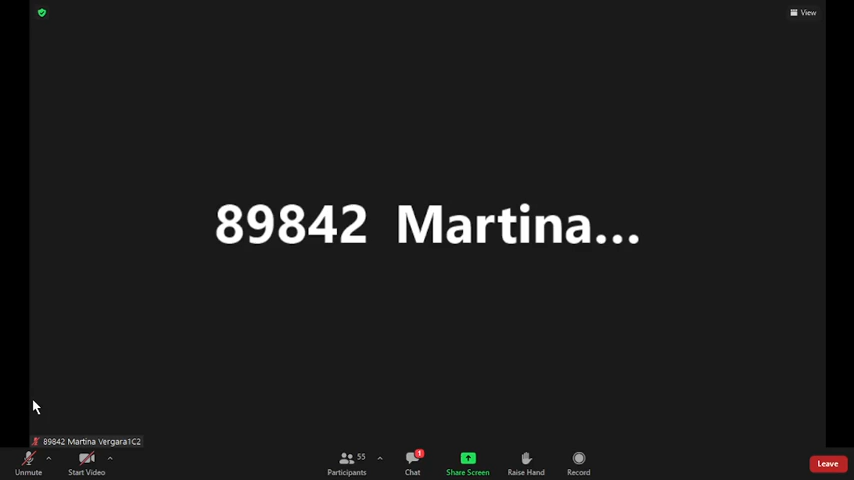 View
89842 Martina...
89842 Martina Vergara1C2
Unmute
Start Video
55
Participants
1
Chat
Share Screen
Raise Hand
Record
Leave